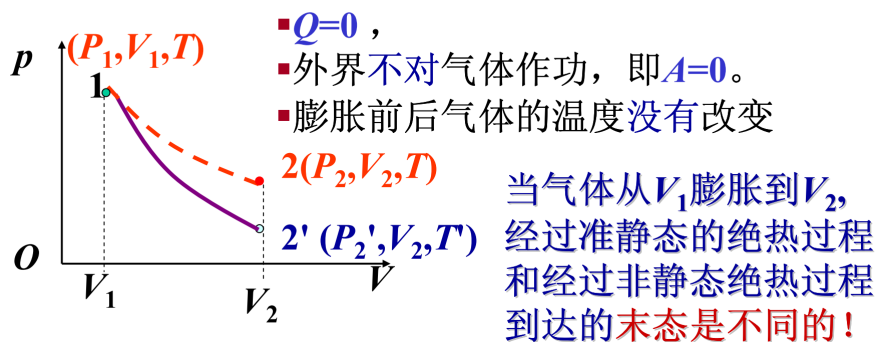 ▪Q=0 ，
▪外界不对气体作功，即A=0。
▪膨胀前后气体的温度没有改变
p
(P₁,V₁,T)
1
2(P₂,V₂,T)
2' (P₂',V₂,T')
O
V₁
V₂
V
当气体从V₁膨胀到V₂,
经过准静态的绝热过程
和经过非静态绝热过程
到达的末态是不同的！